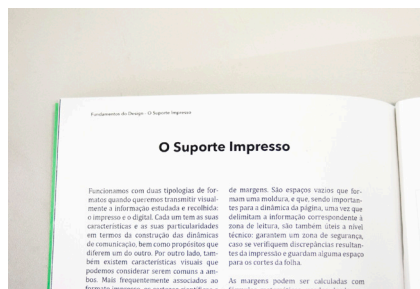 Fundamentos do Design - O Suporte Impresso
O Suporte Impresso
Funcionamos com duas tipologias de for-
matos quando queremos transmitir visual-
mente a informação estudada e recolhida:
o impresso e o digital. Cada um tem as suas
características e as suas particularidades
em termos da construção das dinâmicas
de comunicação, bem como propósitos que
diferem um do outro. Por outro lado, tam-
bém existem características visuais que
podemos considerar serem comuns a am-
bos. Mais frequentemente associados ao
de margens. São espaços vazios que for-
mam uma moldura, e que, sendo importan-
tes para a dinâmica da página, uma vez que
delimitam a informação correspondente à
zona de leitura, são também úteis a nível
técnico: garantem um zona de segurança,
caso se verifiquem discrepâncias resultan-
tes da impressão e guardam alguma espaço
para os cortes da folha.
As margens podem ser calculadas com